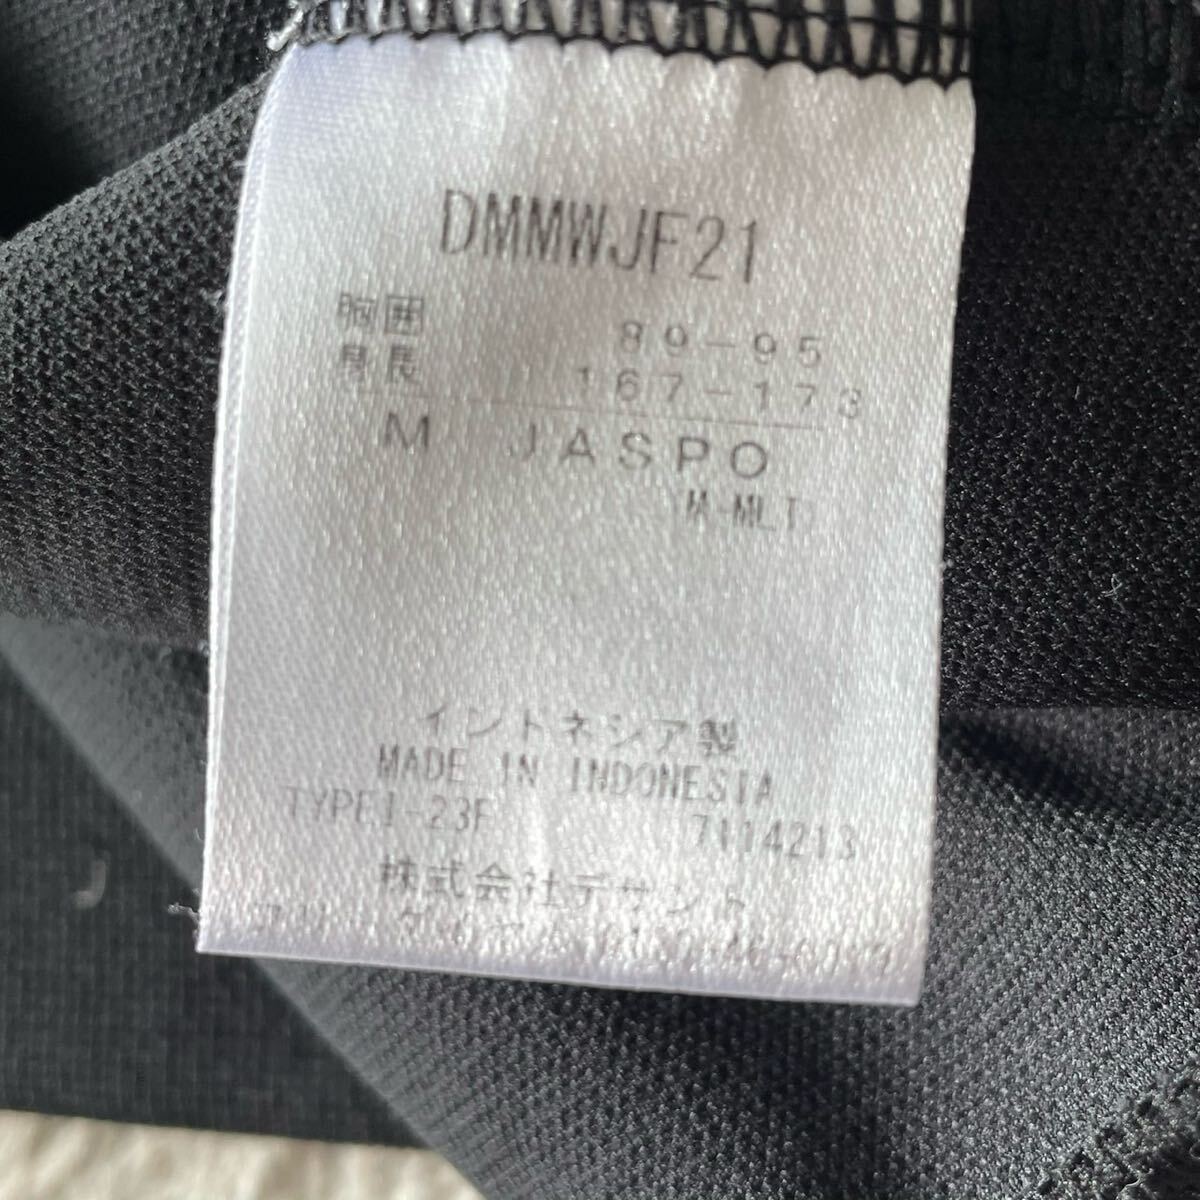 DMMWJF21
胸囲 89-95
身長 167-173
M JASPO
M-MLT
インドネシア製
MADE IN INDONESIA
TYPE1-23F 7114213
株式会社デサント